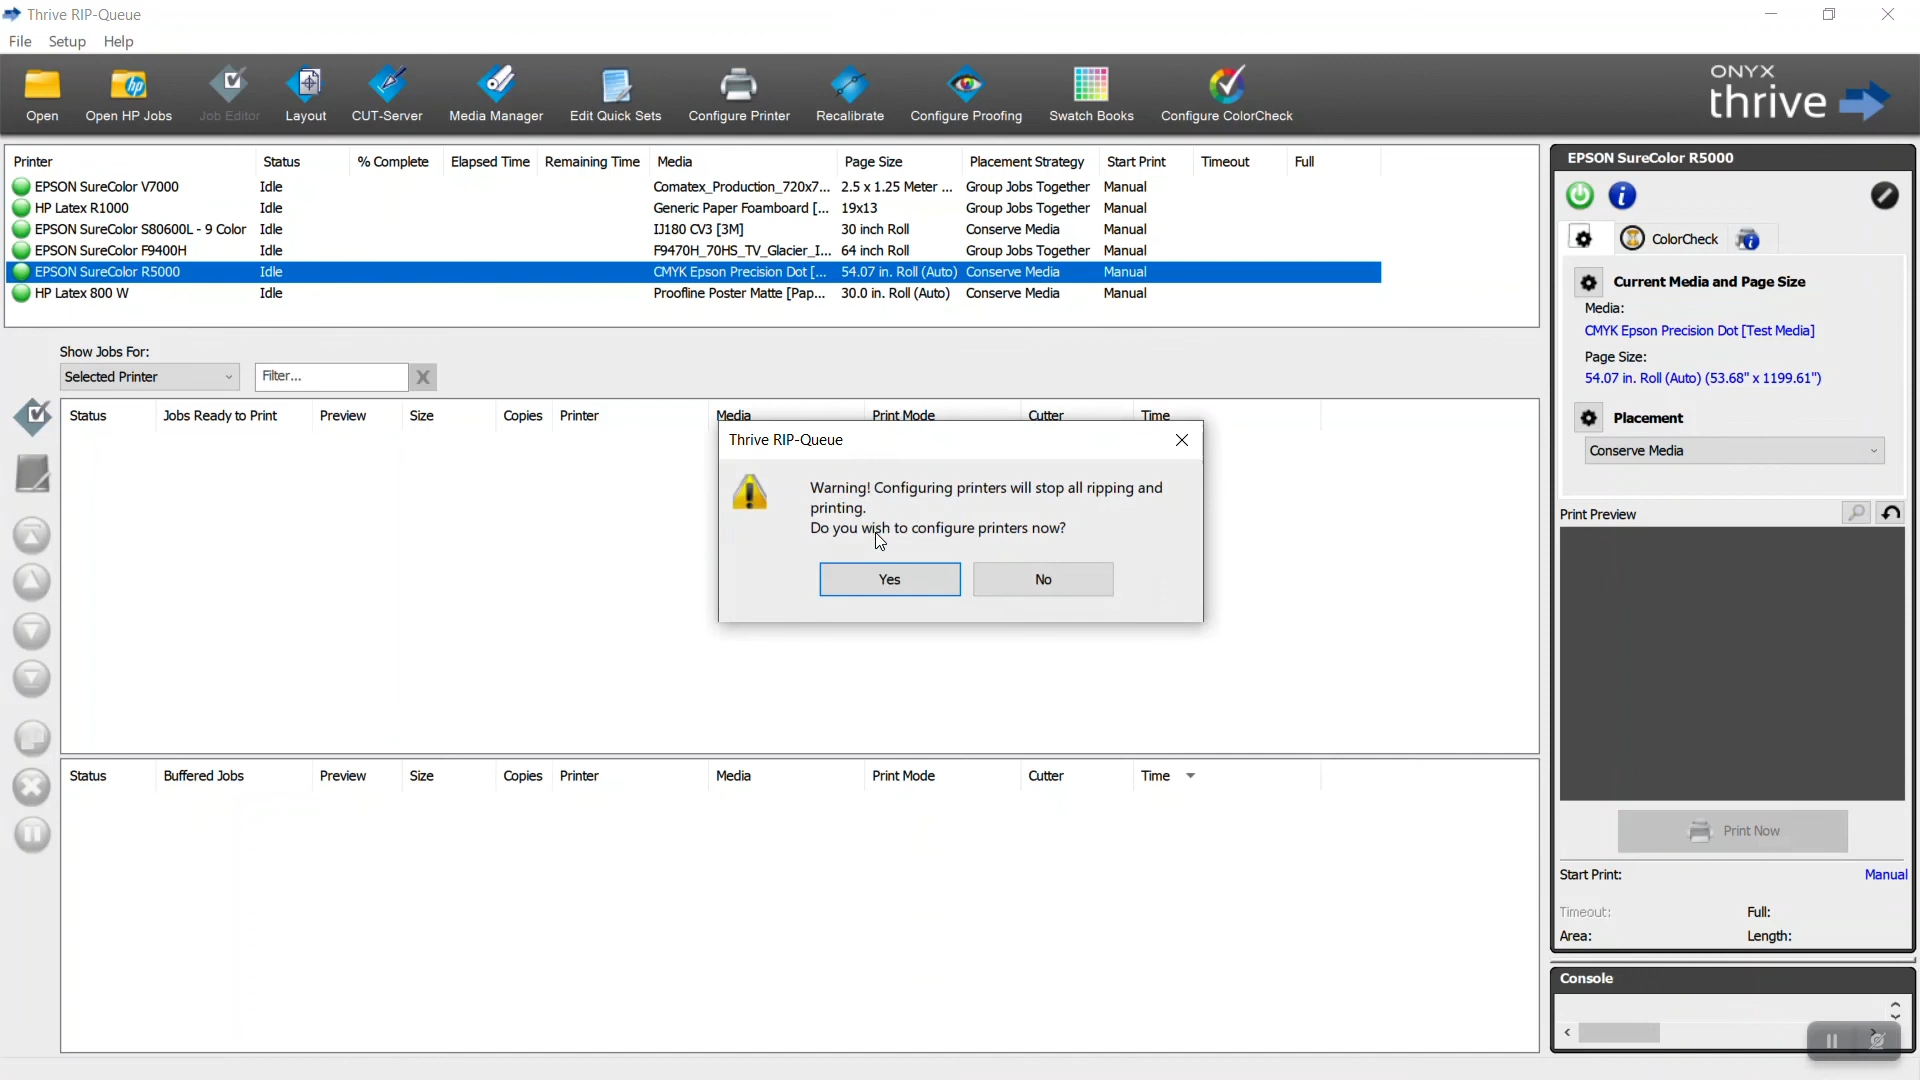 Thrive RIP-Queue
File Setup Help
Open Open HP Jobs Job Editor Layout CUT-Server Media Manager Edit Quick Sets Configure Printer Recalibrate Configure Proofing Swatch Books Configure ColorCheck
ONYX
thrive
Printer Status % Complete Elapsed Time Remaining Time Media Page Size Placement Strategy Start Print Timeout Full
EPSON SureColor V7000 Idle Comatex_Production_720x7... 2.5 x 1.25 Meter ... Group Jobs Together Manual
HP Latex R1000 Idle Generic Paper Foamboard [... 19x13 Group Jobs Together Manual
EPSON SureColor S80600L - 9 Color Idle IJ180 CV3 [3M] 30 inch Roll Conserve Media Manual
EPSON SureColor F9400H Idle F9470H_70HS_TV_Glacier_I... 64 inch Roll Group Jobs Together Manual
EPSON SureColor R5000 Idle CMYK Epson Precision Dot [... 54.07 in. Roll (Auto) Conserve Media Manual
HP Latex 800 W Idle Proofline Poster Matte [Pap... 30.0 in. Roll (Auto) Conserve Media Manual
Show Jobs For:
Selected Printer Filter... X
Status Jobs Ready to Print Preview Size Copies Printer Media Print Mode Cutter Time
Thrive RIP-Queue
Warning! Configuring printers will stop all ripping and
printing.
Do you wish to configure printers now?
Yes No
Status Buffered Jobs Preview Size Copies Printer Media Print Mode Cutter Time
EPSON SureColor R5000
ColorCheck
Current Media and Page Size
Media:
CMYK Epson Precision Dot [Test Media]
Page Size:
54.07 in. Roll (Auto) (53.68" x 1199.61")
Placement
Conserve Media
Print Preview
Print Now
Start Print: Manual
Timeout: Full:
Area: Length:
Console